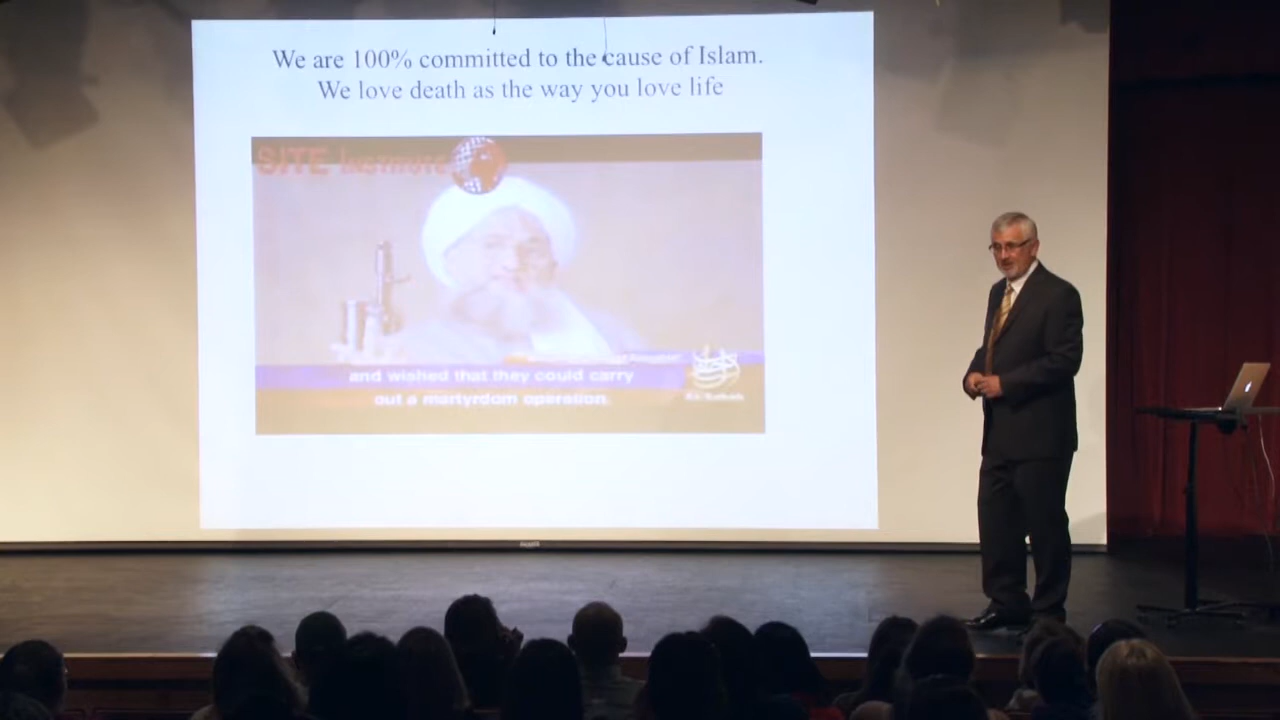 We are 100% committed to the cause of Islam.
We love death as the way you love life
SITE Institute
and wished that they could carry
out a martyrdom operation.